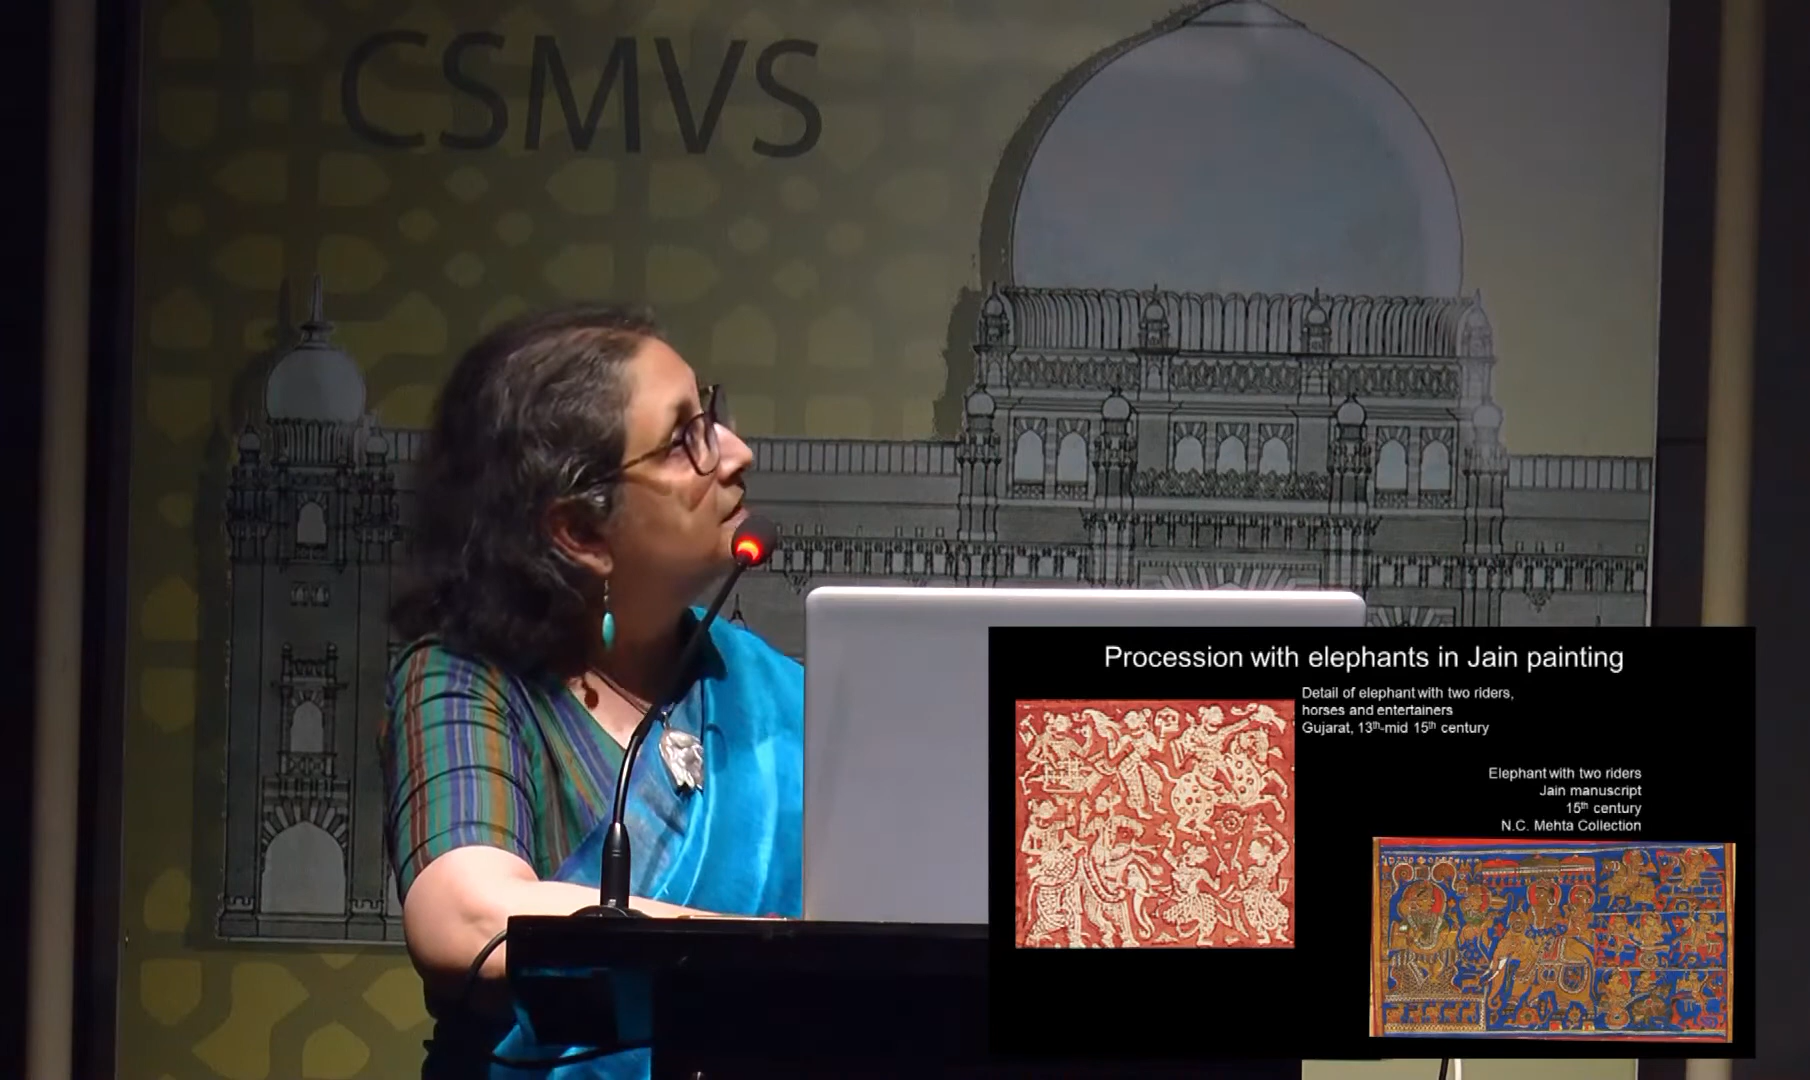 CSMVS
Procession with elephants in Jain painting
Detail of elephant with two riders,
horses and entertainers
Gujarat, 13th-mid 15th century
Elephant with two riders
Jain manuscript
15th century
N.C. Mehta Collection